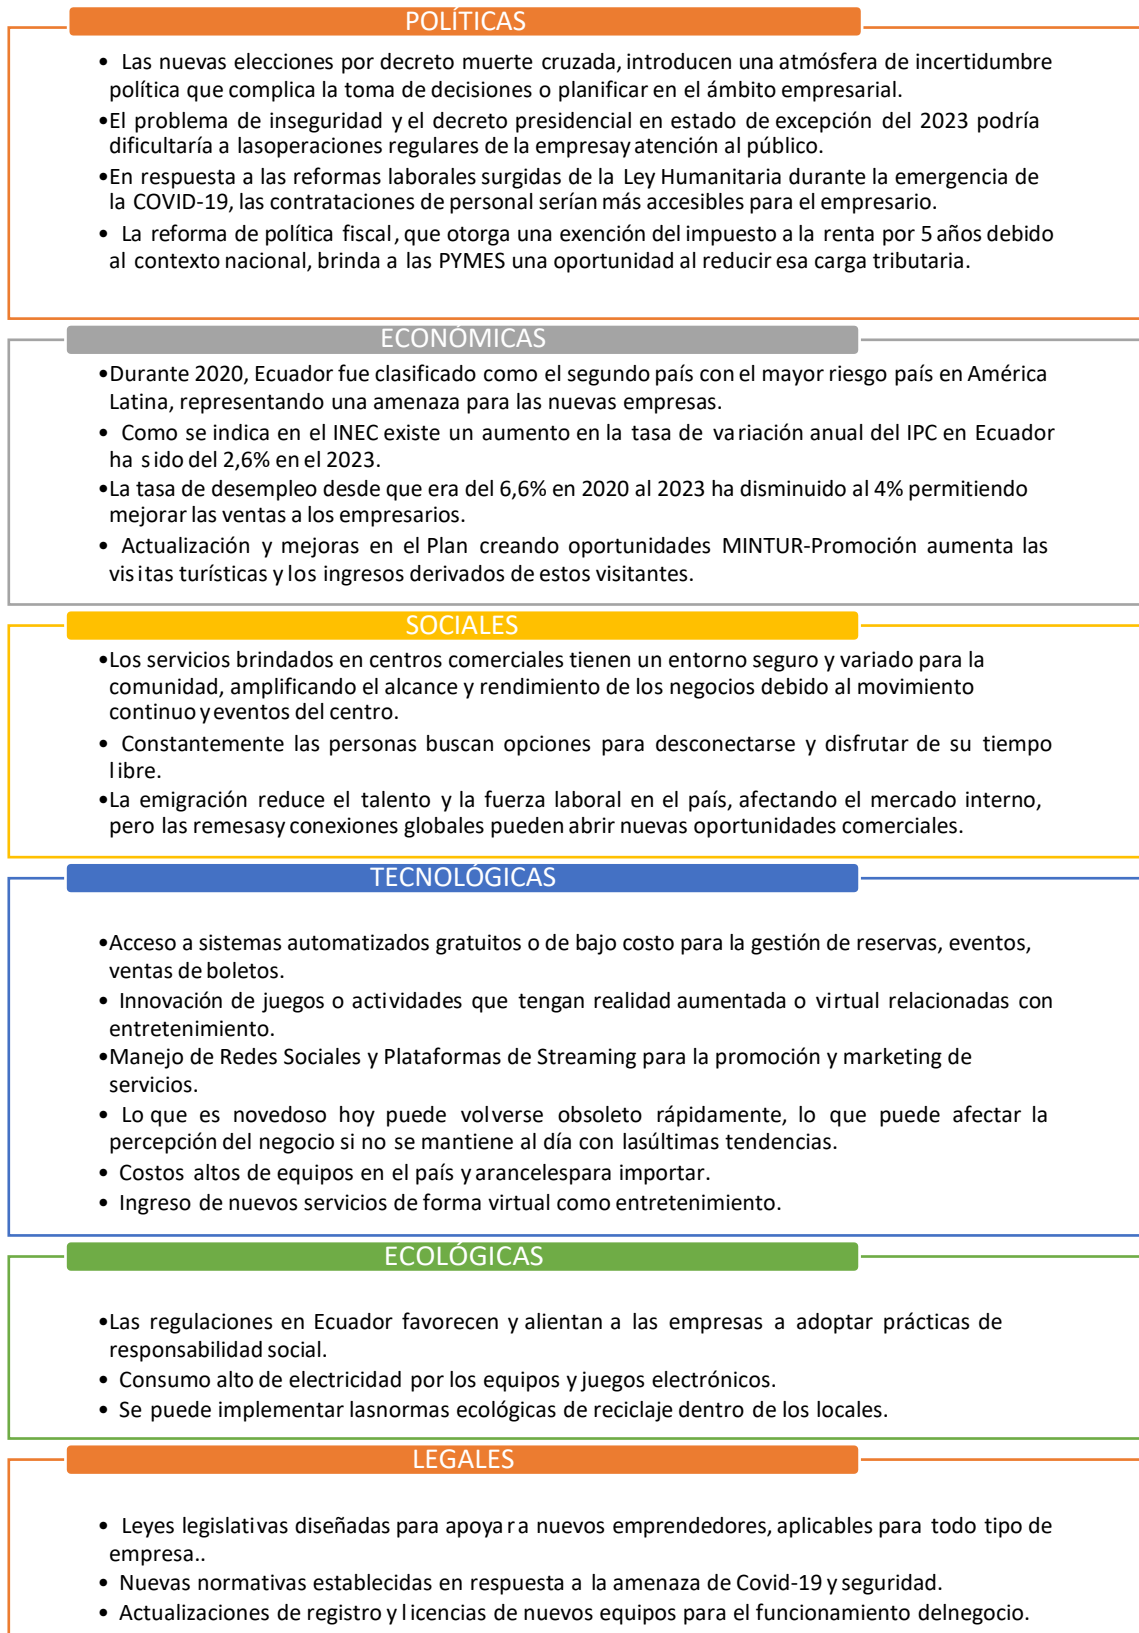 POLÍTICAS
• Las nuevas elecciones por decreto muerte cruzada, introducen una atmósfera de incertidumbre
política que complica la toma de decisiones o planificar en el ámbito empresarial.
•El problema de inseguridad y el decreto presidencial en estado de excepción del 2023 podría
dificultaría a lasoperaciones regulares de la empresay atención al público.
•En respuesta a las reformas laborales surgidas de la Ley Humanitaria durante la emergencia de
la COVID-19, las contrataciones de personal serían más accesibles para el empresario.
• La reforma de política fiscal, que otorga una exención del impuesto a la renta por 5 años debido
al contexto nacional, brinda a las PYMES una oportunidad al reducir esa carga tributaria.
ECONÓMICAS
•Durante 2020, Ecuador fue clasificado como el segundo país con el mayor riesgo país en América
Latina, representando una amenaza para las nuevas empresas.
• Como se indica en el INEC existe un aumento en la tasa de variación anual del IPC en Ecuador
ha sido del 2,6% en el 2023.
•La tasa de desempleo desde que era del 6,6% en 2020 al 2023 ha disminuido al 4% permitiendo
mejorar las ventas a los empresarios.
• Actualización y mejoras en el Plan creando oportunidades MINTUR-Promoción aumenta las
visitas turísticas y los ingresos derivados de estos visitantes.
SOCIALES
•Los servicios brindados en centros comerciales tienen un entorno seguro y variado para la
comunidad, amplificando el alcance y rendimiento de los negocios debido al movimiento
continuo y eventos del centro.
• Constantemente las personas buscan opciones para desconectarse y disfrutar de su tiempo
libre.
•La emigración reduce el talento y la fuerza laboral en el país, afectando el mercado interno,
pero las remesasy conexiones globales pueden abrir nuevas oportunidades comerciales.
TECNOLÓGICAS
•Acceso a sistemas automatizados gratuitos o de bajo costo para la gestión de reservas, eventos,
ventas de boletos.
• Innovación de juegos o actividades que tengan realidad aumentada o virtual relacionadas con
entretenimiento.
•Manejo de Redes Sociales y Plataformas de Streaming para la promoción y marketing de
servicios.
• Lo que es novedoso hoy puede volverse obsoleto rápidamente, lo que puede afectar la
percepción del negocio si no se mantiene al día con lasúltimas tendencias.
• Costos altos de equipos en el país y arancelespara importar.
• Ingreso de nuevos servicios de forma virtual como entretenimiento.
ECOLÓGICAS
•Las regulaciones en Ecuador favorecen y alientan a las empresas a adoptar prácticas de
responsabilidad social.
• Consumo alto de electricidad por los equipos y juegos electrónicos.
• Se puede implementar lasnormas ecológicas de reciclaje dentro de los locales.
LEGALES
• Leyes legislativas diseñadas para apoyar a nuevos emprendedores, aplicables para todo tipo de
empresa..
• Nuevas normativas establecidas en respuesta a la amenaza de Covid-19 y seguridad.
• Actualizaciones de registro y licencias de nuevos equipos para el funcionamiento delnegocio.